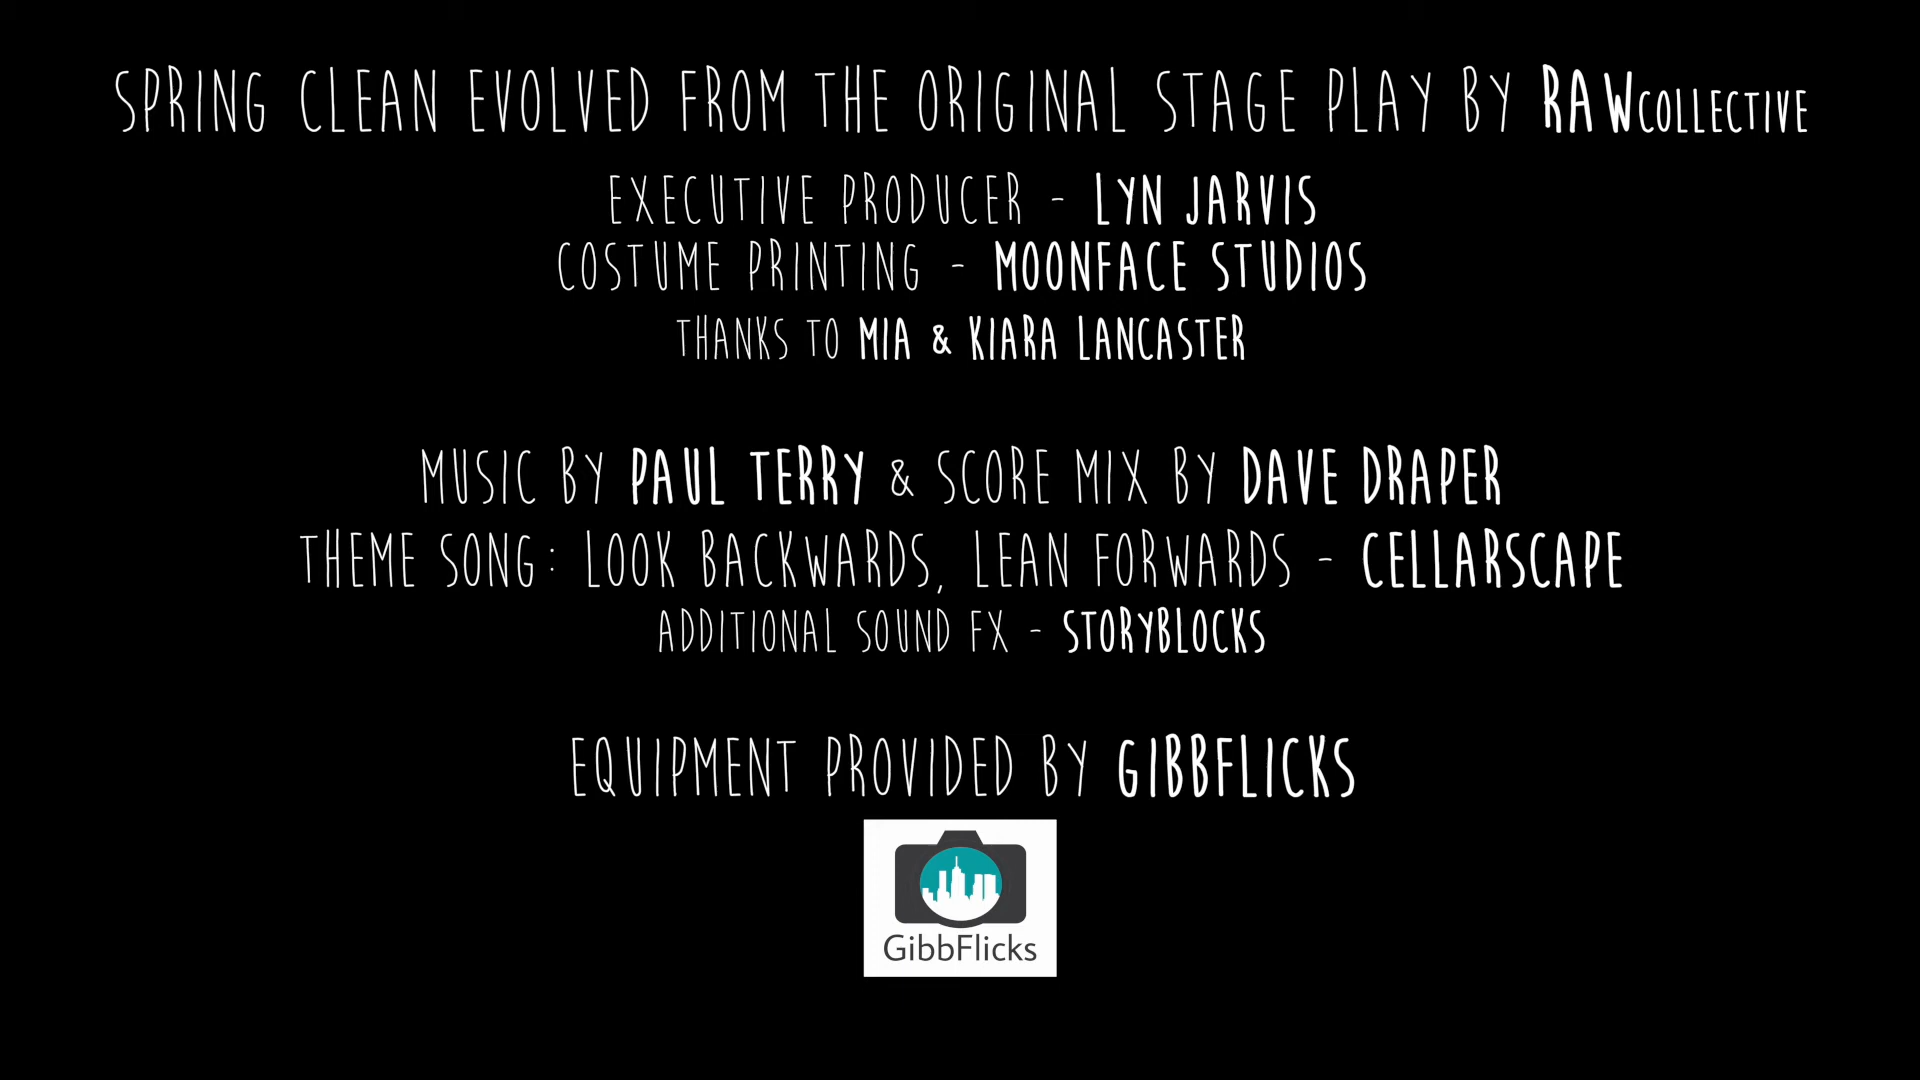 SPRING CLEAN EVOLVED FROM THE ORIGINAL STAGE PLAY BY RAWCOLLECTIVE
EXECUTIVE PRODUCER - LYN JARVIS
COSTUME PRINTING - MOONFACE STUDIOS
THANKS TO MIA & KIARA LANCASTER
MUSIC BY PAUL TERRY & SCORE MIX BY DAVE DRAPER
THEME SONG: LOOK BACKWARDS, LEAN FORWARDS - CELLARSCAPE
ADDITIONAL SOUND FX - STORYBLOCKS
EQUIPMENT PROVIDED BY GIBBFLICKS
GibbFlicks